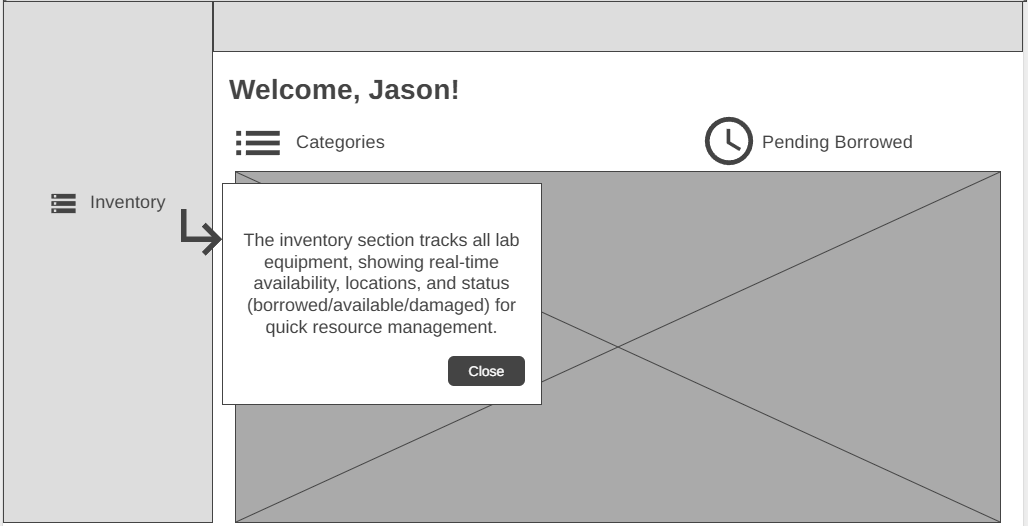 Welcome, Jason!
Categories
Pending Borrowed
Inventory
The inventory section tracks all lab
equipment, showing real-time
availability, locations, and status
(borrowed/available/damaged) for
quick resource management.
Close